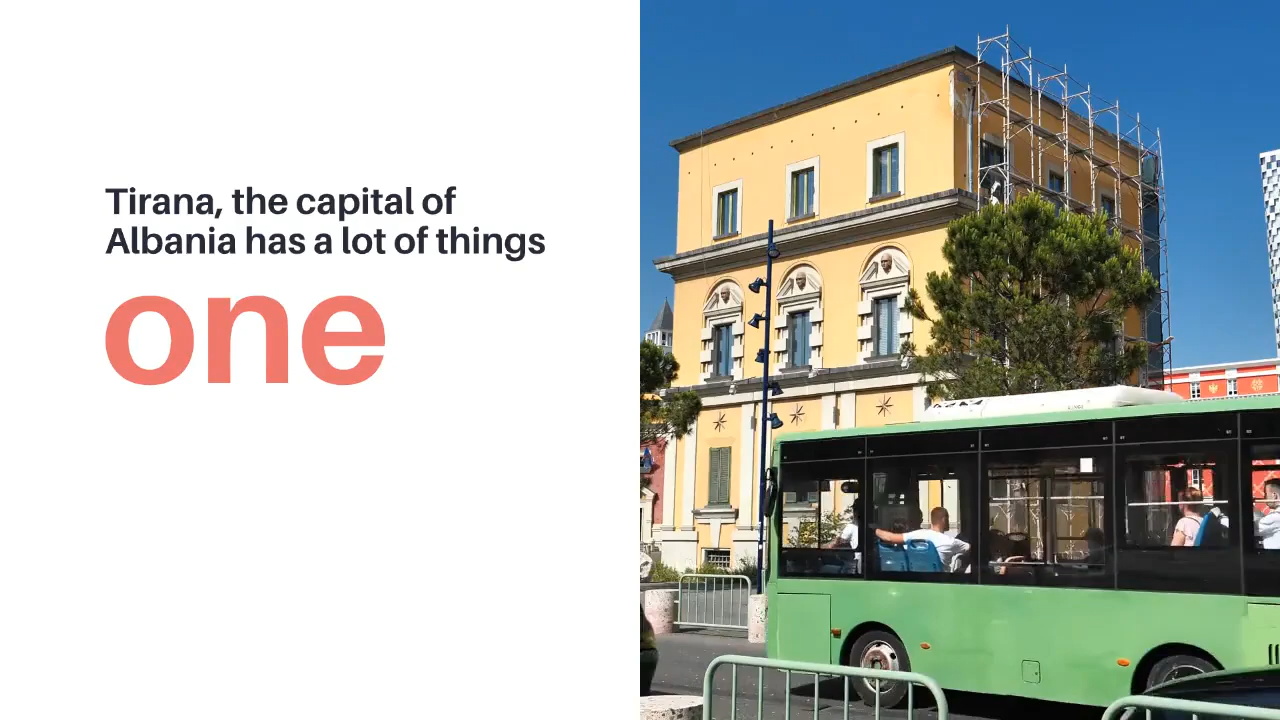 Tirana, the capital of
Albania has a lot of things
one